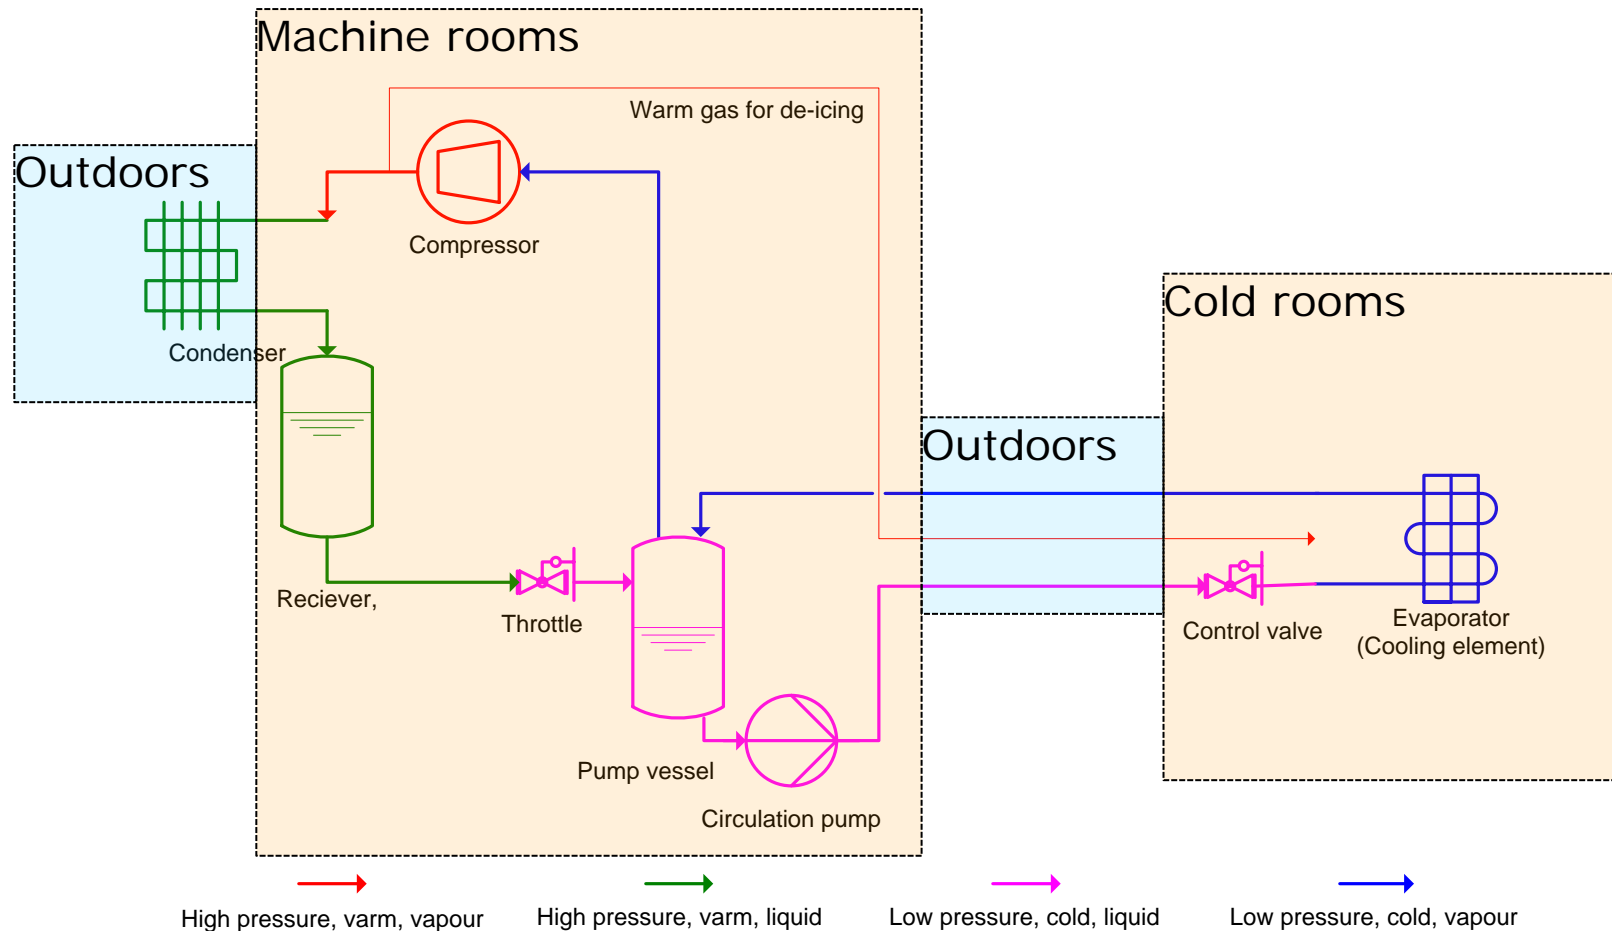 Machine rooms
Warm gas for de-icing
Outdoors
Compressor
Cold rooms
Condenser
Outdoors
Reciever,
Throttle
Control valve
Evaporator
(Cooling element)
Pump vessel
Circulation pump
High pressure, varm, vapour
High pressure, varm, liquid
Low pressure, cold, liquid
Low pressure, cold, vapour